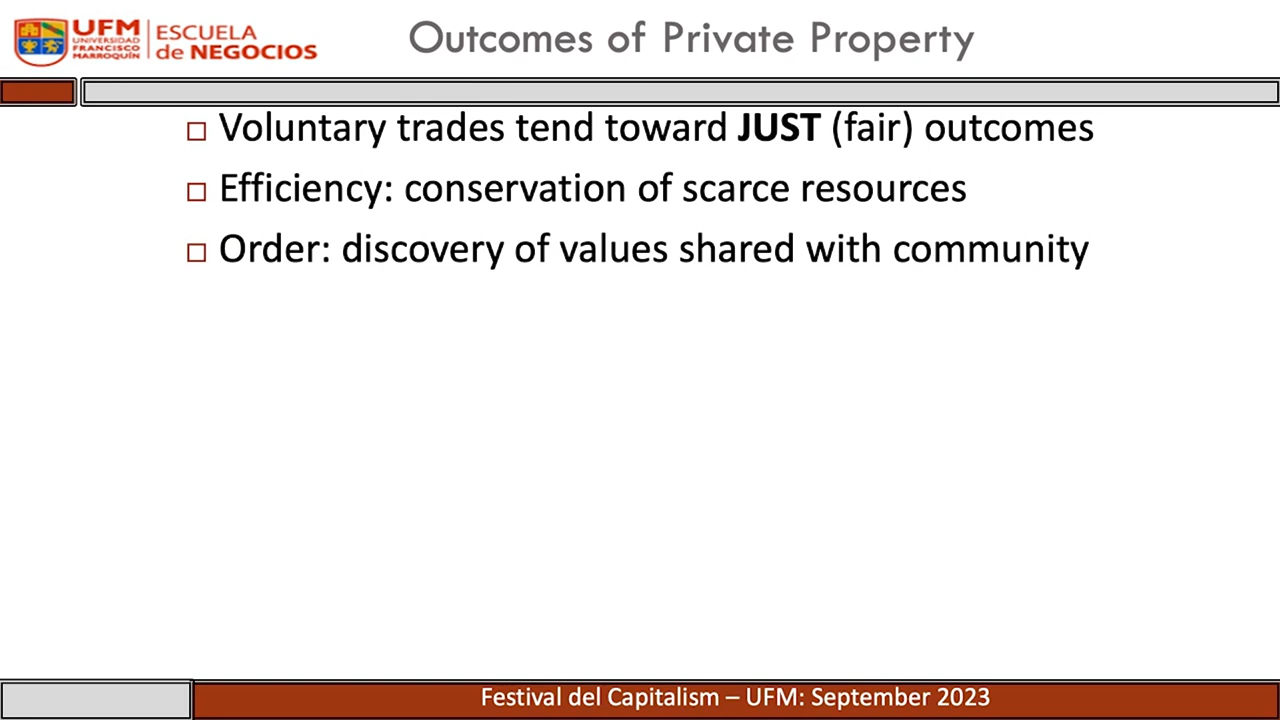 UFM
UNIVERSIDAD
FRANCISCO
MARROQUÍN
ESCUELA
de NEGOCIOS
Outcomes of Private Property
Voluntary trades tend toward JUST (fair) outcomes
Efficiency: conservation of scarce resources
Order: discovery of values shared with community
Festival del Capitalism – UFM: September 2023